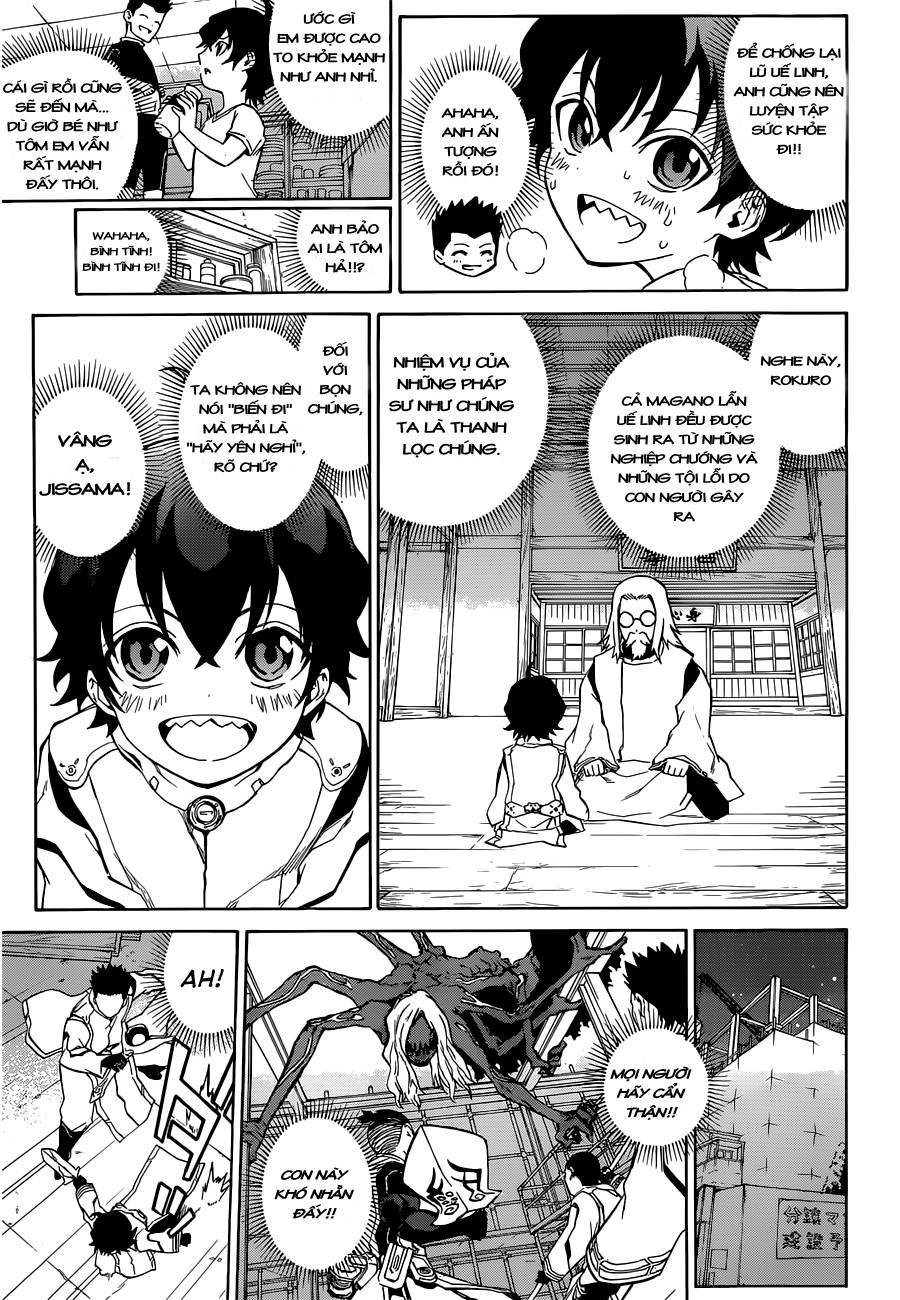 ĐỂ CHỐNG LẠI
LŨ UẾ LINH,
ANH CŨNG NÊN
LUYỆN TẬP
SỨC KHỎE
ĐI!!
AHAHA,
ANH ẤN
TƯỢNG
RỒI ĐÓ!
ƯỚC GÌ
EM ĐƯỢC CAO
TO KHỎE MẠNH
NHƯ ANH NHỈ.
CÁI GÌ RỒI CŨNG
SẼ ĐẾN MÀ...
DÙ GIỜ BÉ NHƯ
TÔM EM VẪN
RẤT MẠNH
ĐẤY THÔI.
ANH BẢO
AI LÀ TÔM
HẢ!!?
WAHAHA,
BÌNH TĨNH!
BÌNH TĨNH ĐI!
NGHE NÀY,
ROKURO
CẢ MAGANO LẪN
UẾ LINH ĐỀU ĐƯỢC
SINH RA TỪ NHỮNG
NGHIỆP CHƯỚNG VÀ
NHỮNG TỘI LỖI DO
CON NGƯỜI GÂY
RA
NHIỆM VỤ CỦA
NHỮNG PHÁP
SƯ NHƯ CHÚNG
TA LÀ THANH
LỌC CHÚNG.
ĐỐI
VỚI
BỌN
CHÚNG,
TA KHÔNG NÊN
NÓI "BIẾN ĐI"
MÀ PHẢI LÀ
"HÃY YÊN NGHỈ",
RÕ CHỨ?
VÂNG
Ạ,
JISSAMA!
分鎮マ
建設予
MỌI NGƯỜI
HÃY CẨN
THẬN!!
CON NÀY
KHÓ NHẰN
ĐẤY!!
AH!